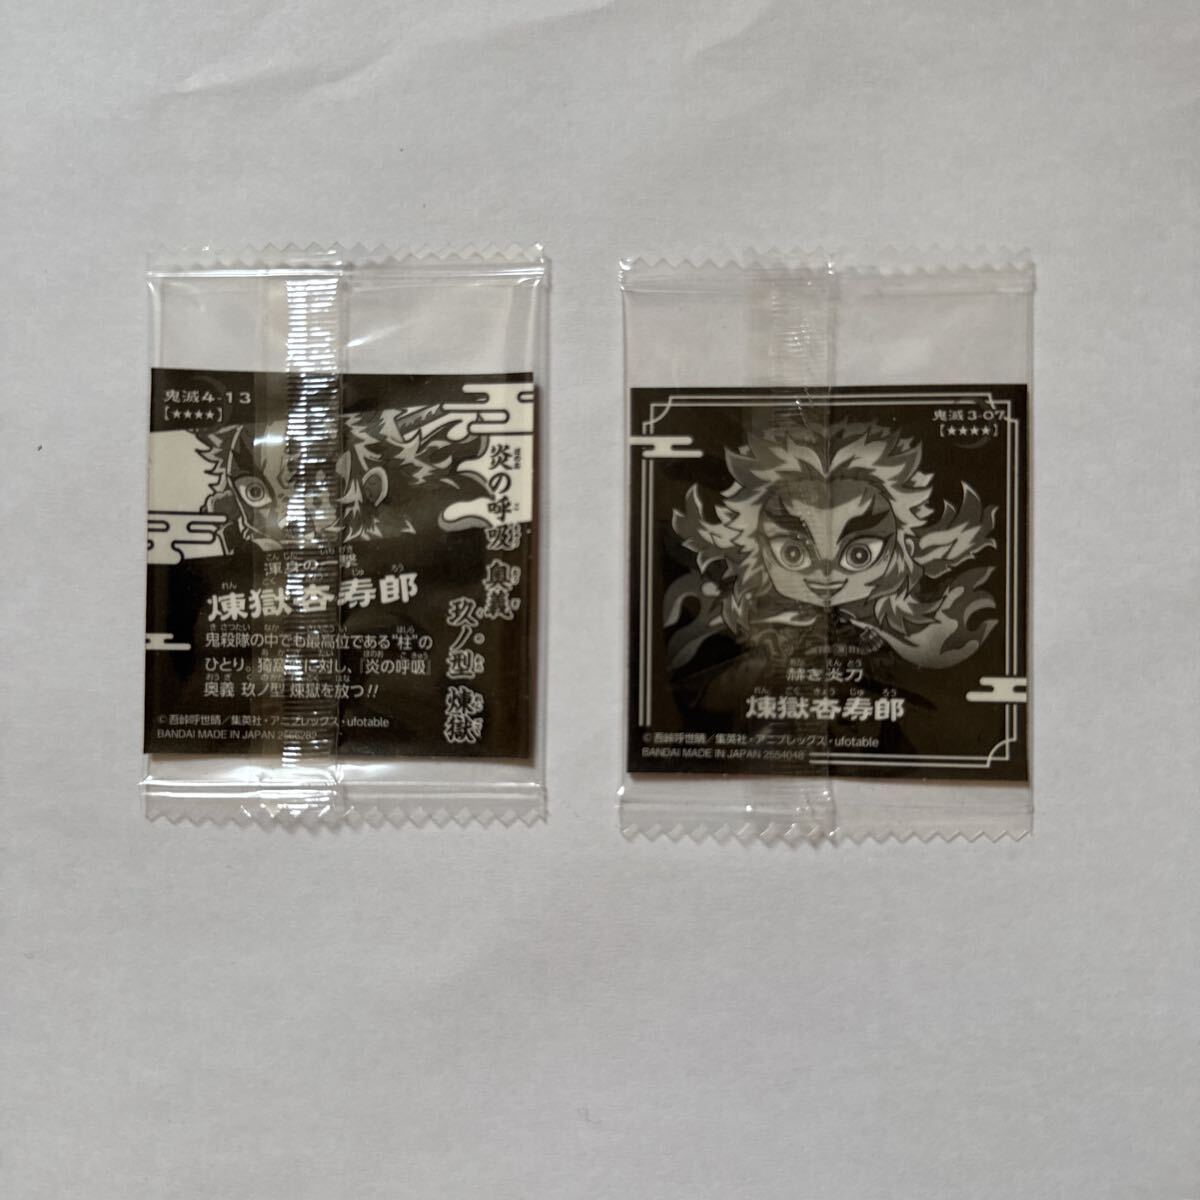 鬼滅4-13
[★★★★]
炎の呼吸 奥義
玖ノ型 煉獄
渾身の一撃
煉獄杏寿郎
鬼殺隊の中でも最高位である“柱”の
ひとり。猗窩座に対し、『炎の呼吸』
奥義 玖ノ型 煉獄を放つ!!
©吾峠呼世晴／集英社・アニプレックス・ufotable
BANDAI MADE IN JAPAN 2566282
鬼滅3-07
[★★★★]
赫き炎刀
煉獄杏寿郎
©吾峠呼世晴／集英社・アニプレックス・ufotable
BANDAI MADE IN JAPAN 2554048